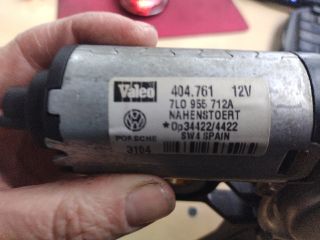 Valeo 404.761 12V
7L0 955 712A
NAHENSTOERT
*Op34422/4422
PORSCHE SW4 SPAIN
3104